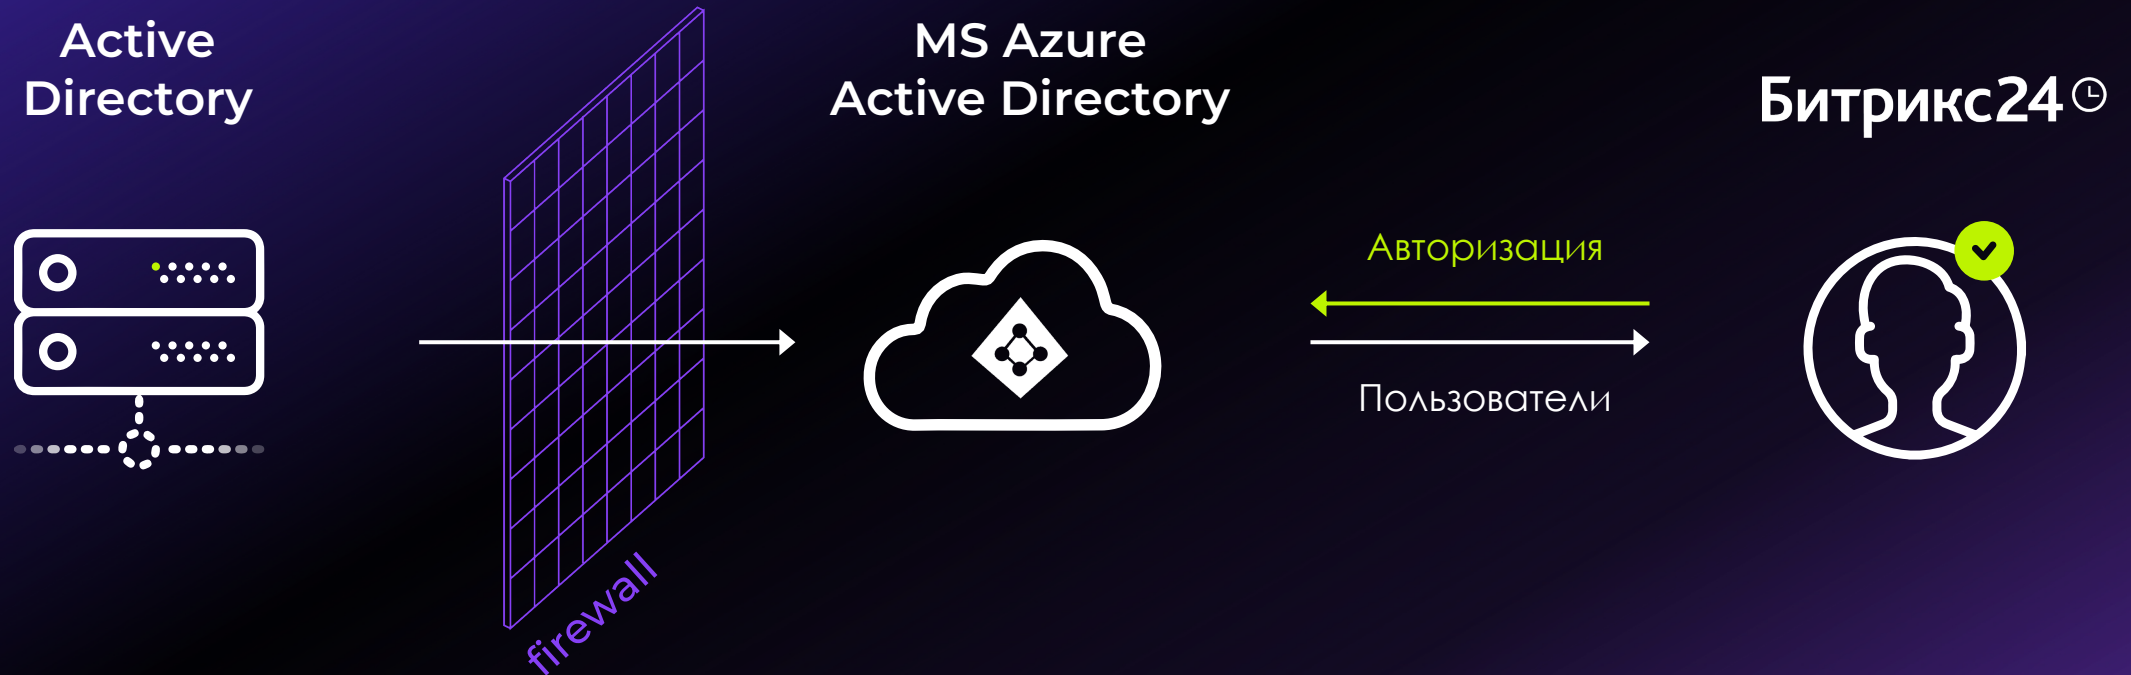 Active
Directory
MS Azure
Active Directory
Битрикс24
Авторизация
Пользователи
firewall